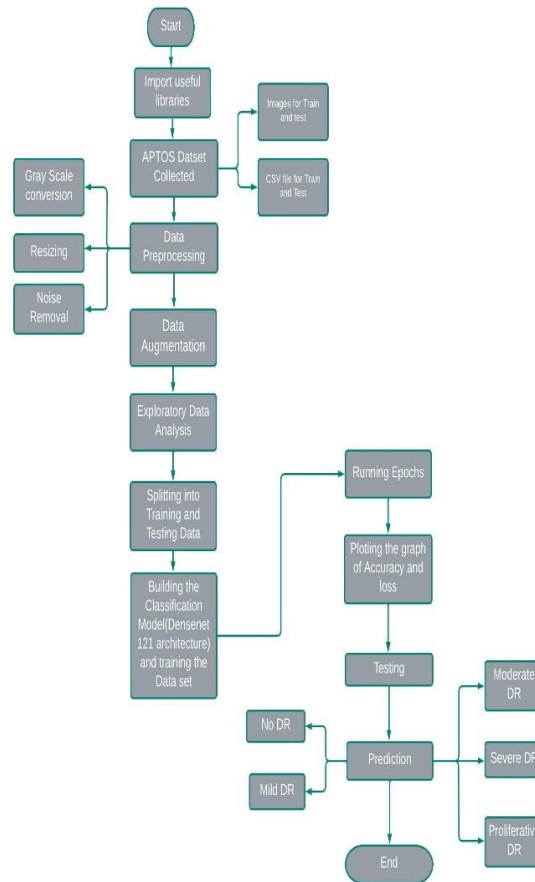 Start
Import useful
libraries
Images for Train
and test
APTOS Datset
Collected
CSV file for Train
and Test
Gray Scale
conversion
Data
Preprocessing
Resizing
Noise
Removal
Data
Augmentation
Exploratory Data
Analysis
Splitting into
Training and
Testing Data
Building the
Classification
Model(Densenet
121 architecture)
and training the
Data set
Running Epochs
Plotiing the graph
of Accuracy and
loss
Testing
Prediction
No DR
Mild DR
Moderate
DR
Severe DR
Proliferative
DR
End